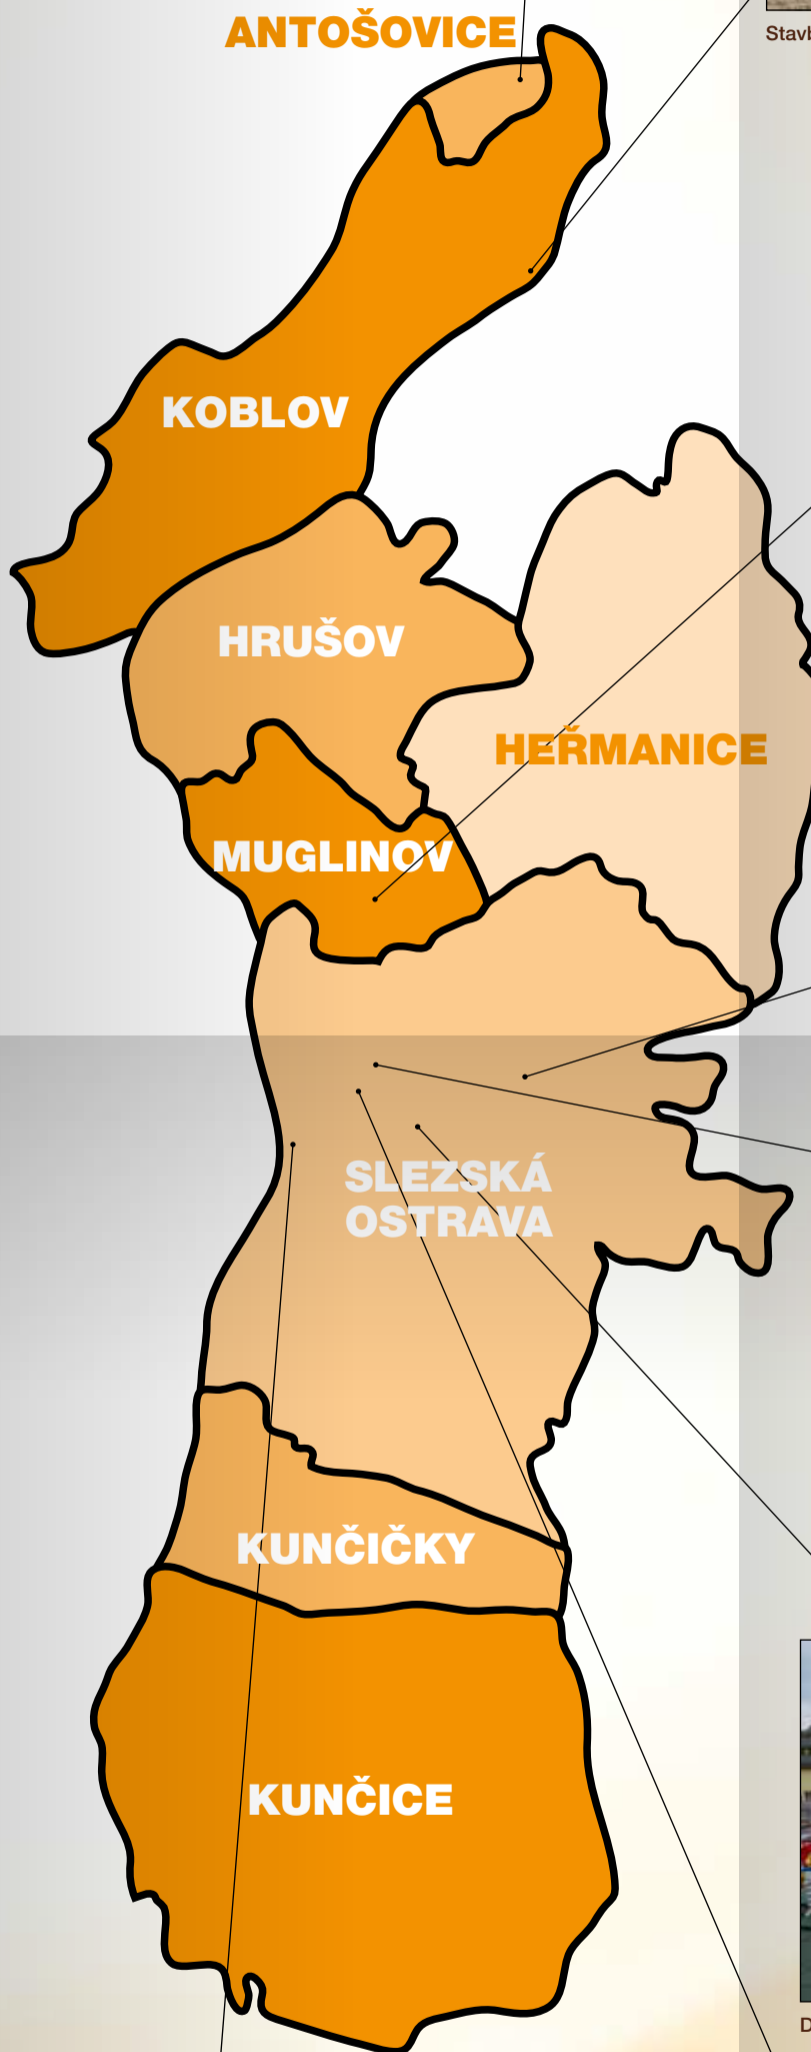 ANTOŠOVICE
KOBLOV
HRUŠOV
HEŘMANICE
MUGLINOV
SLEZSKÁ
OSTRAVA
KUNČIČKY
KUNČICE